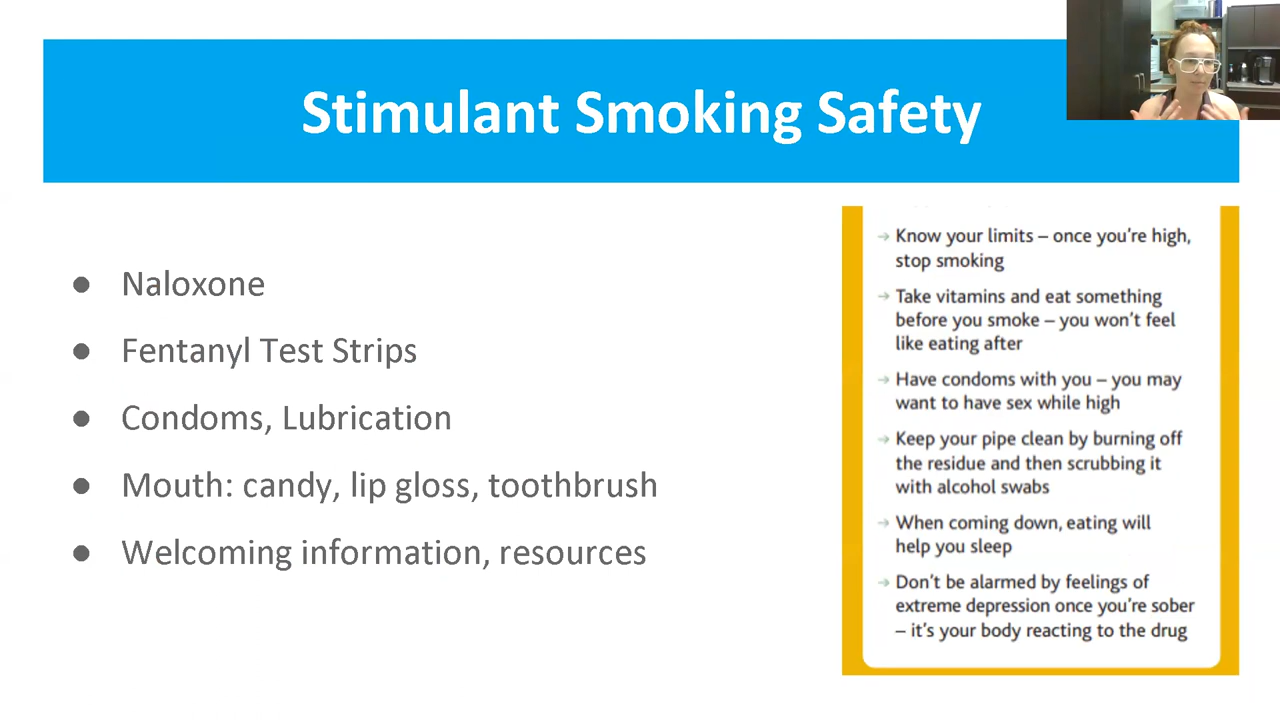 Stimulant Smoking Safety
● Naloxone
● Fentanyl Test Strips
● Condoms, Lubrication
● Mouth: candy, lip gloss, toothbrush
● Welcoming information, resources
→ Know your limits – once you're high,
stop smoking
→ Take vitamins and eat something
before you smoke – you won't feel
like eating after
→ Have condoms with you – you may
want to have sex while high
→ Keep your pipe clean by burning off
the residue and then scrubbing it
with alcohol swabs
→ When coming down, eating will
help you sleep
→ Don't be alarmed by feelings of
extreme depression once you're sober
– it's your body reacting to the drug